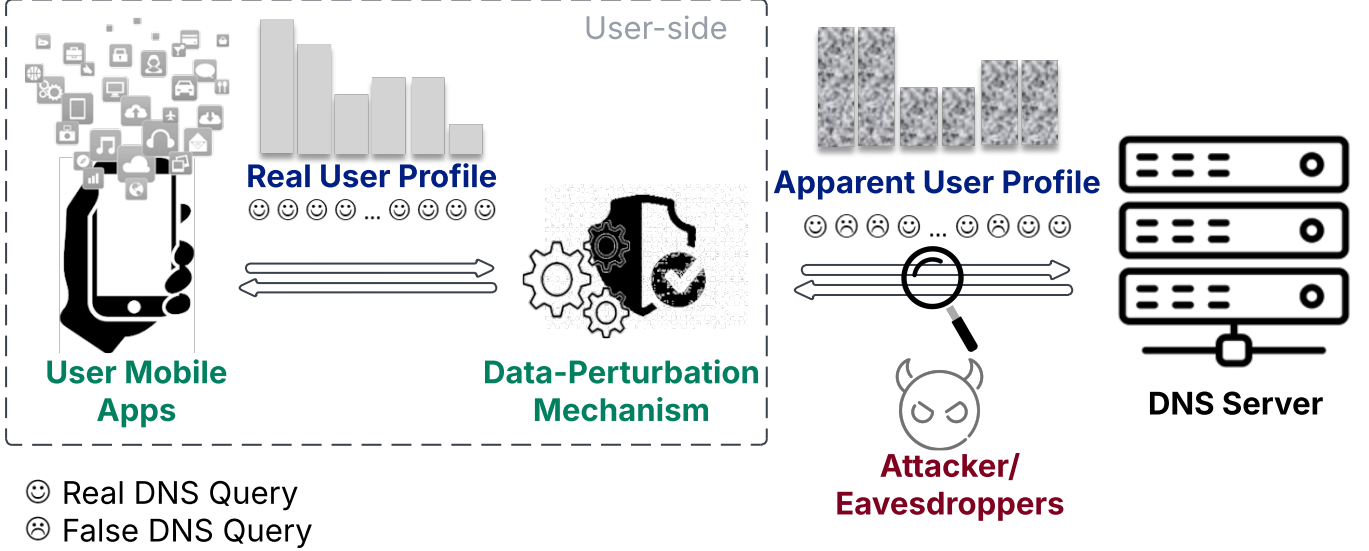 User-side
Real User Profile
...
Apparent User Profile
...
User Mobile
Apps
Data-Perturbation
Mechanism
DNS Server
Attacker/
Eavesdroppers
Real DNS Query
False DNS Query